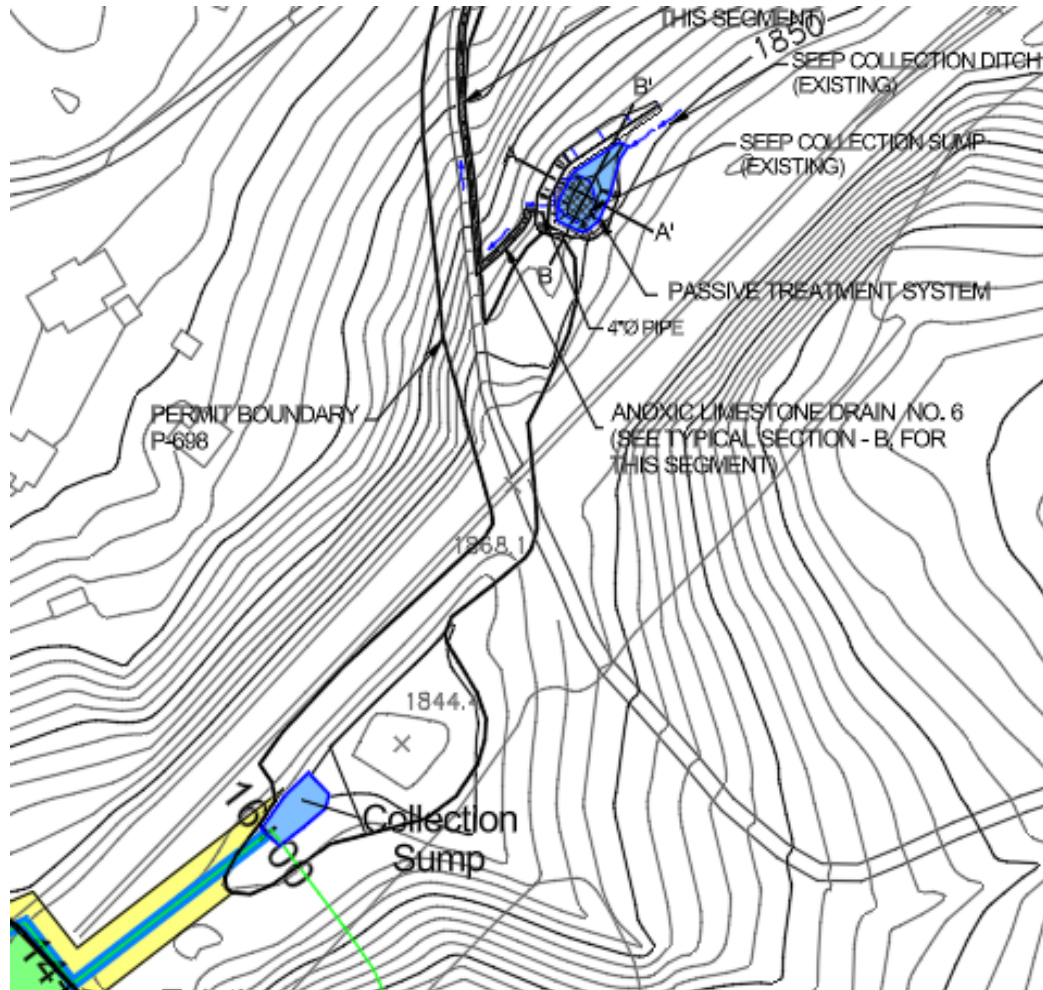 THIS SEGMENT)
1850
SEEP COLLECTION DITCH
(EXISTING)
B'
SEEP COLLECTION SUMP
(EXISTING)
A
A'
B
PASSIVE TREATMENT SYSTEM
4"Ø PIPE
PERMIT BOUNDARY
P-698
ANOXIC LIMESTONE DRAIN NO. 6
(SEE TYPICAL SECTION - B, FOR
THIS SEGMENT)
1868.1
1844.4
Collection
Sump